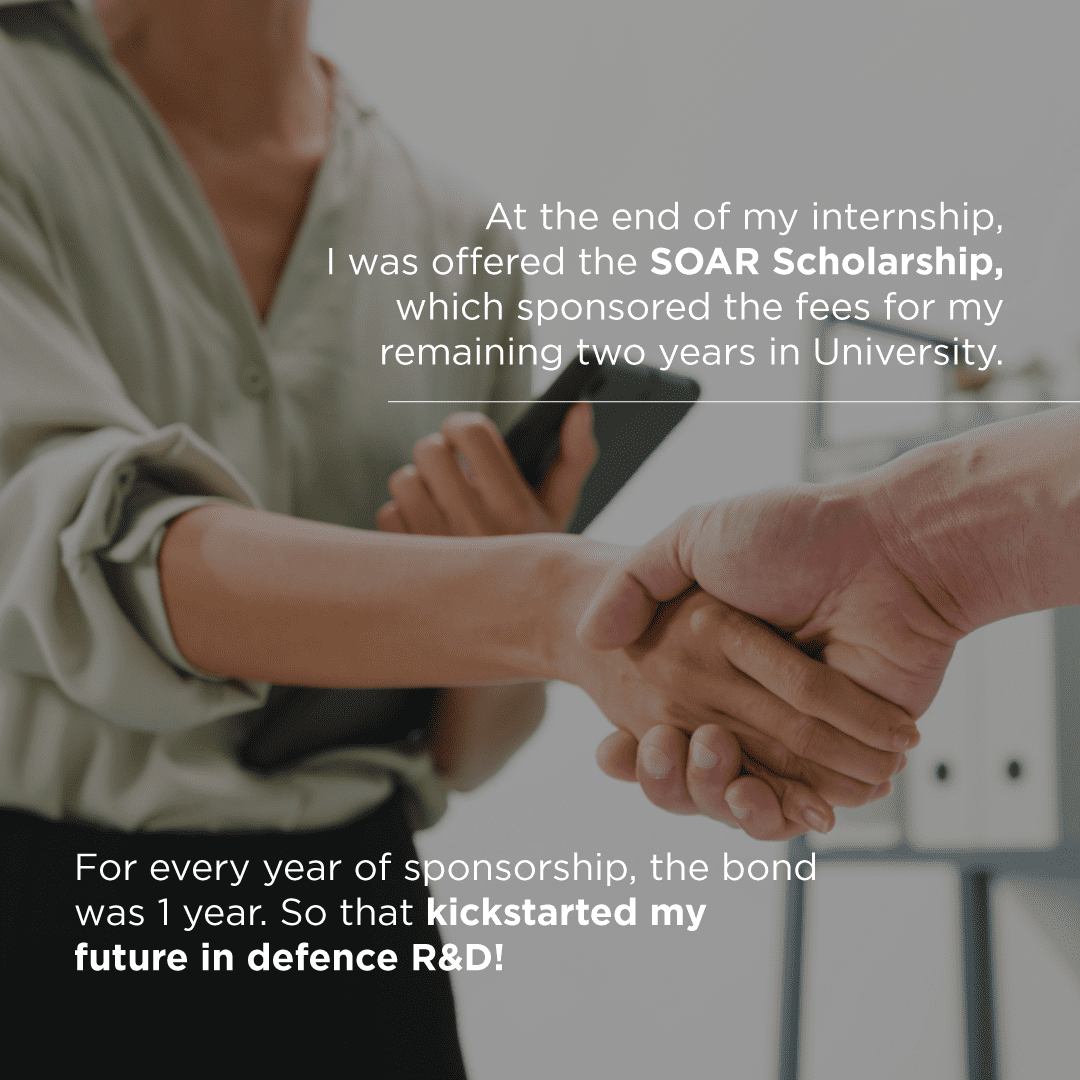 At the end of my internship,
I was offered the SOAR Scholarship,
which sponsored the fees for my
remaining two years in University.
For every year of sponsorship, the bond
was 1 year. So that kickstarted my
future in defence R&D!